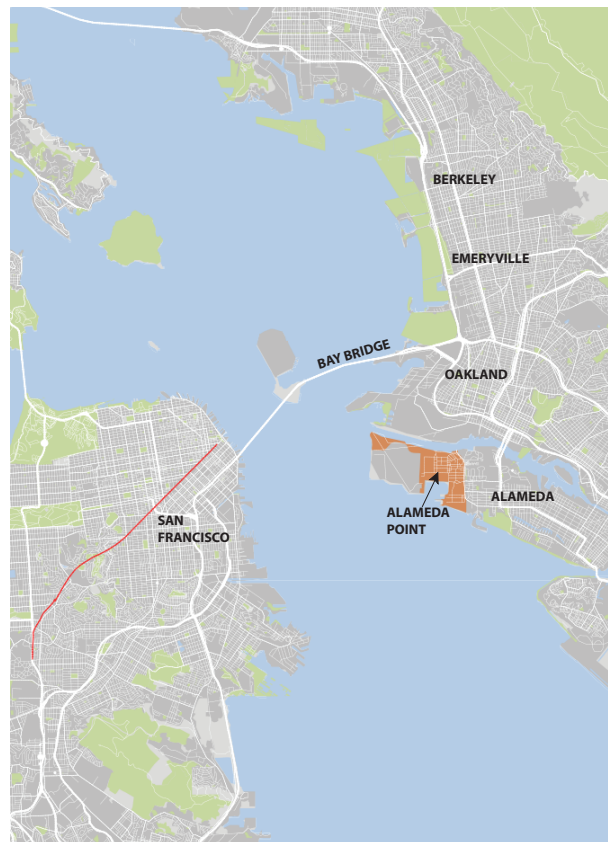 BERKELEY
EMERYVILLE
BAY BRIDGE
OAKLAND
ALAMEDA
ALAMEDA
POINT
SAN
FRANCISCO